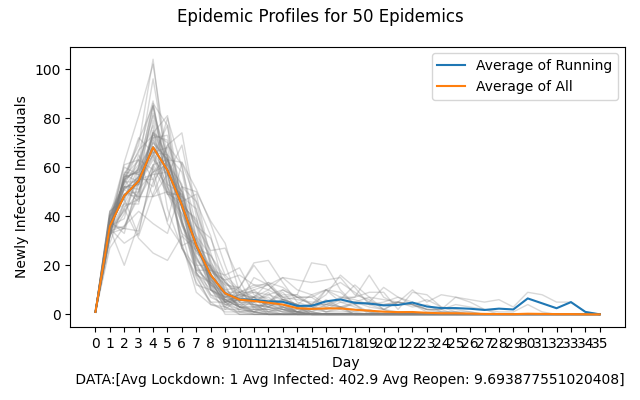 Epidemic Profiles for 50 Epidemics
Average of Running
Average of All
Newly Infected Individuals
100
80
60
40
20
0
0 1 2 3 4 5 6 7 8 9 10 11 12 13 14 15 16 17 18 19 20 21 22 23 24 25 26 27 28 29 30 31 32 33 34 35
Day
DATA:[Avg Lockdown: 1 Avg Infected: 402.9 Avg Reopen: 9.693877551020408]